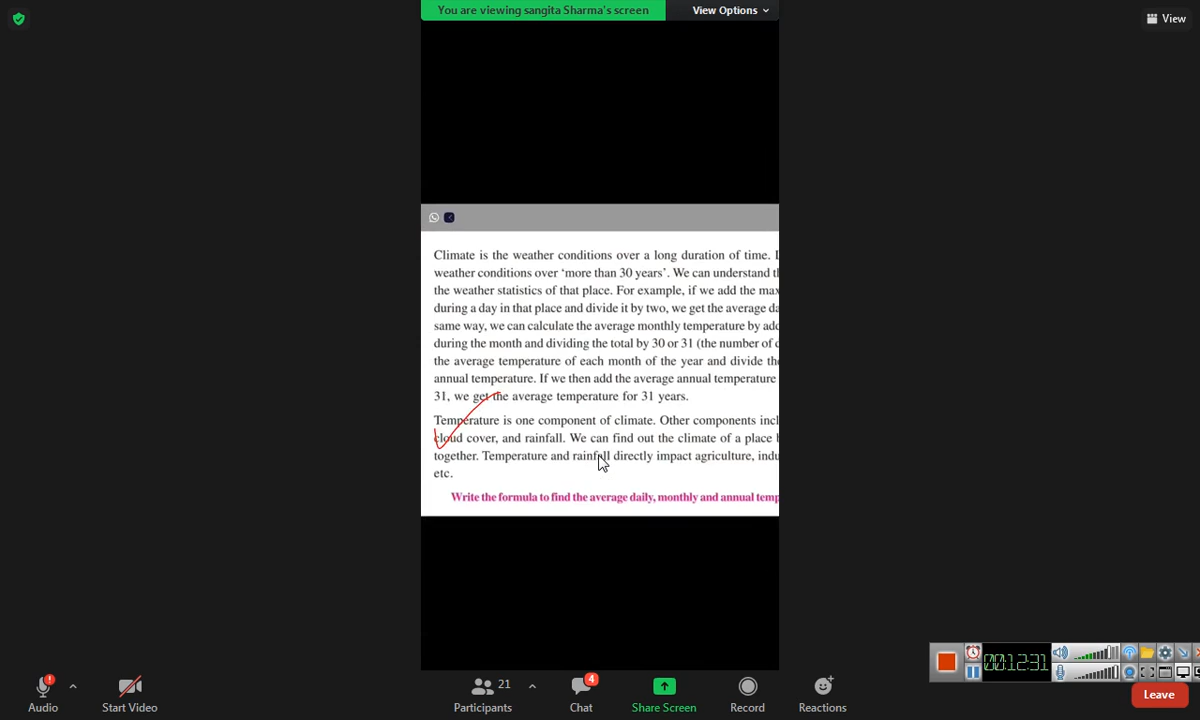 You are viewing sangita Sharma's screen
View Options
View
Climate is the weather conditions over a long duration of time.
weather conditions over ‘more than 30 years’. We can understand
the weather statistics of that place. For example, if we add the
during a day in that place and divide it by two, we get the average
same way, we can calculate the average monthly temperature by
during the month and dividing the total by 30 or 31 (the number of
the average temperature of each month of the year and divide
annual temperature. If we then add the average annual temperature
31, we get the average temperature for 31 years.
Temperature is one component of climate. Other components
cloud cover, and rainfall. We can find out the climate of a place
together. Temperature and rainfall directly impact agriculture,
etc.
Write the formula to find the average daily, monthly and annual
00:12:31
Audio
Start Video
21
Participants
4
Chat
Share Screen
Record
Reactions
Leave